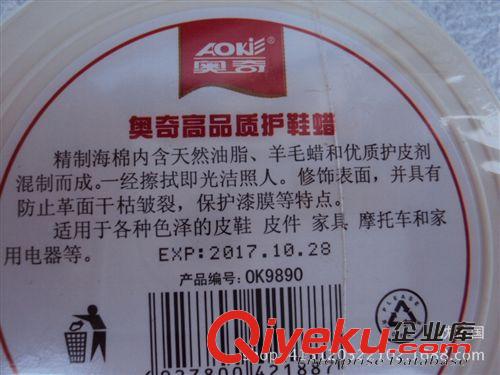 AOKIE
奥奇
奥奇高品质护鞋蜡
精制海棉内含天然油脂、羊毛蜡和优质护皮剂
混制而成。一经擦拭即光洁照人。修饰表面，并具有
防止革面干枯皱裂，保护漆膜等特点。
适用于各种色泽的皮鞋 皮件 家具 摩托车和家
用电器等。
EXP:2017.10.28
产品编号: OK9890
PLEASE
Qiyeku.com 企业库
Enterprise Database